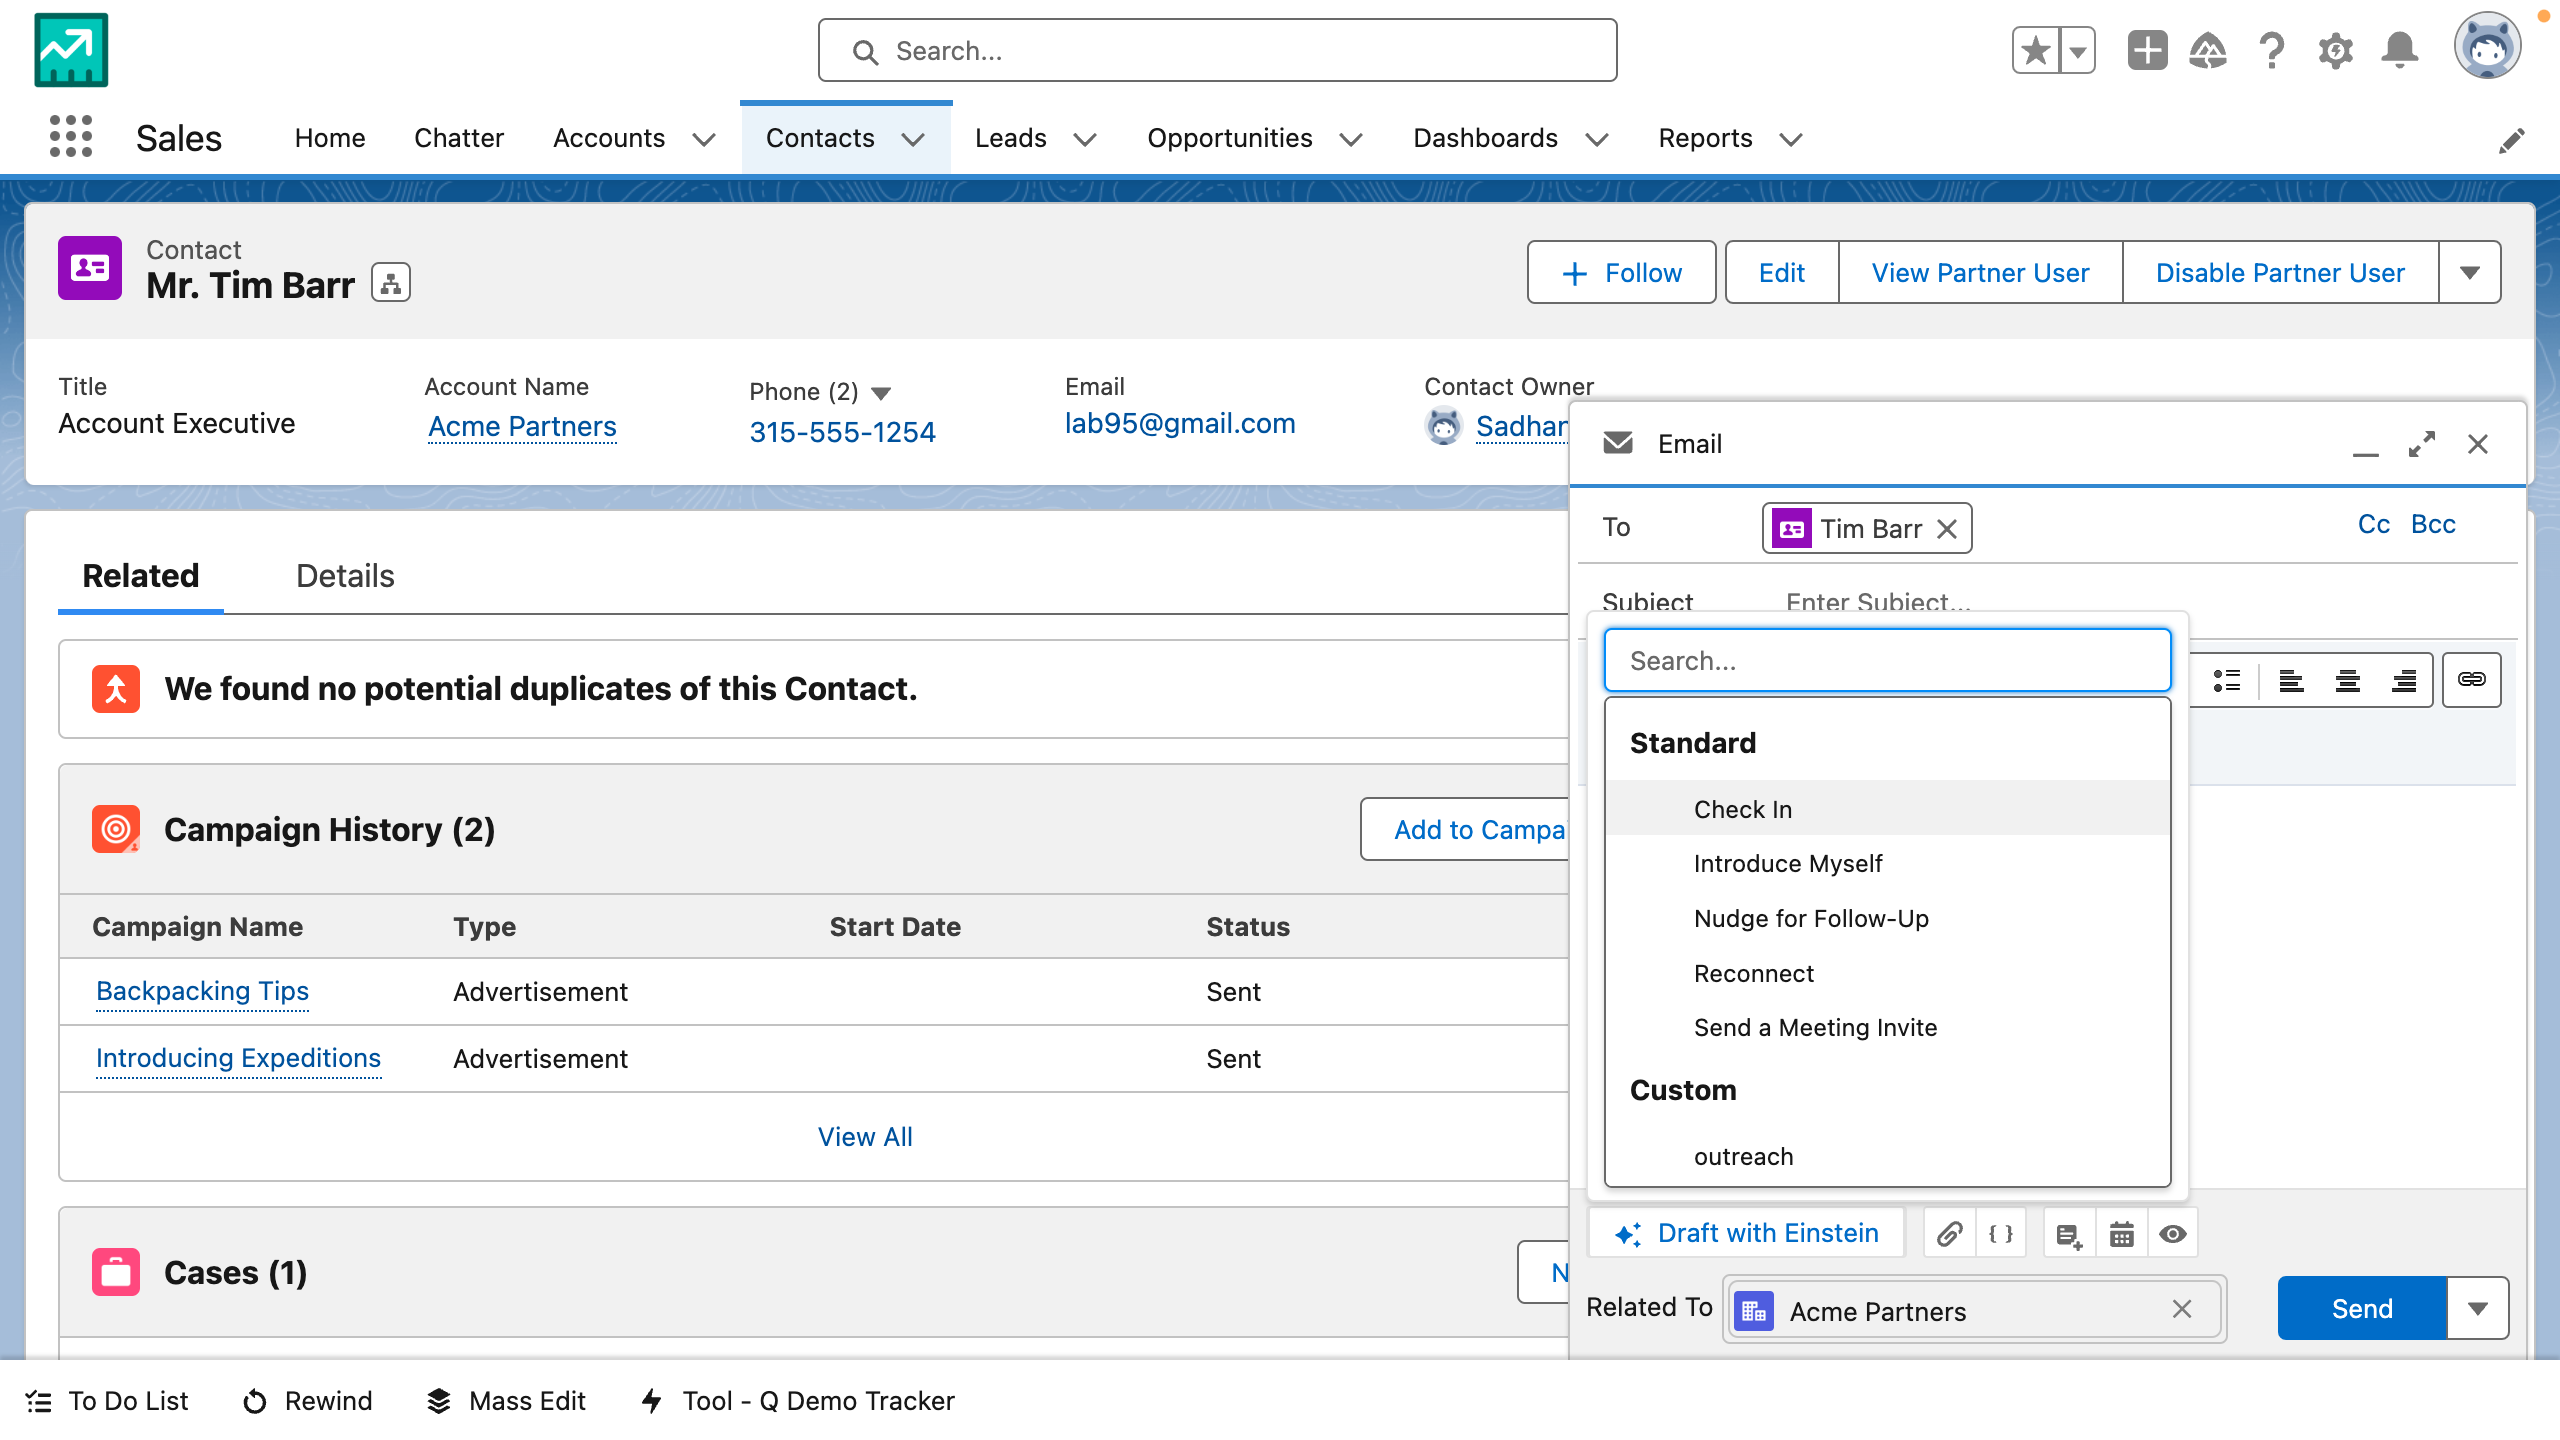 Search...
Sales
Home
Chatter
Accounts
Contacts
Leads
Opportunities
Dashboards
Reports
Contact
Mr. Tim Barr
Follow
Edit
View Partner User
Disable Partner User
Title
Account Executive
Account Name
Acme Partners
Phone (2)
315-555-1254
Email
lab95@gmail.com
Contact Owner
Sadhan
Related
Details
We found no potential duplicates of this Contact.
Campaign History (2)
Add to Campai
Campaign Name
Type
Start Date
Status
Backpacking Tips
Advertisement
Sent
Introducing Expeditions
Advertisement
Sent
View All
Cases (1)
N
Email
To
Tim Barr
Cc
Bcc
Subject
Enter Subject...
Search...
Standard
Check In
Introduce Myself
Nudge for Follow-Up
Reconnect
Send a Meeting Invite
Custom
outreach
Draft with Einstein
Related To
Acme Partners
Send
To Do List
Rewind
Mass Edit
Tool - Q Demo Tracker